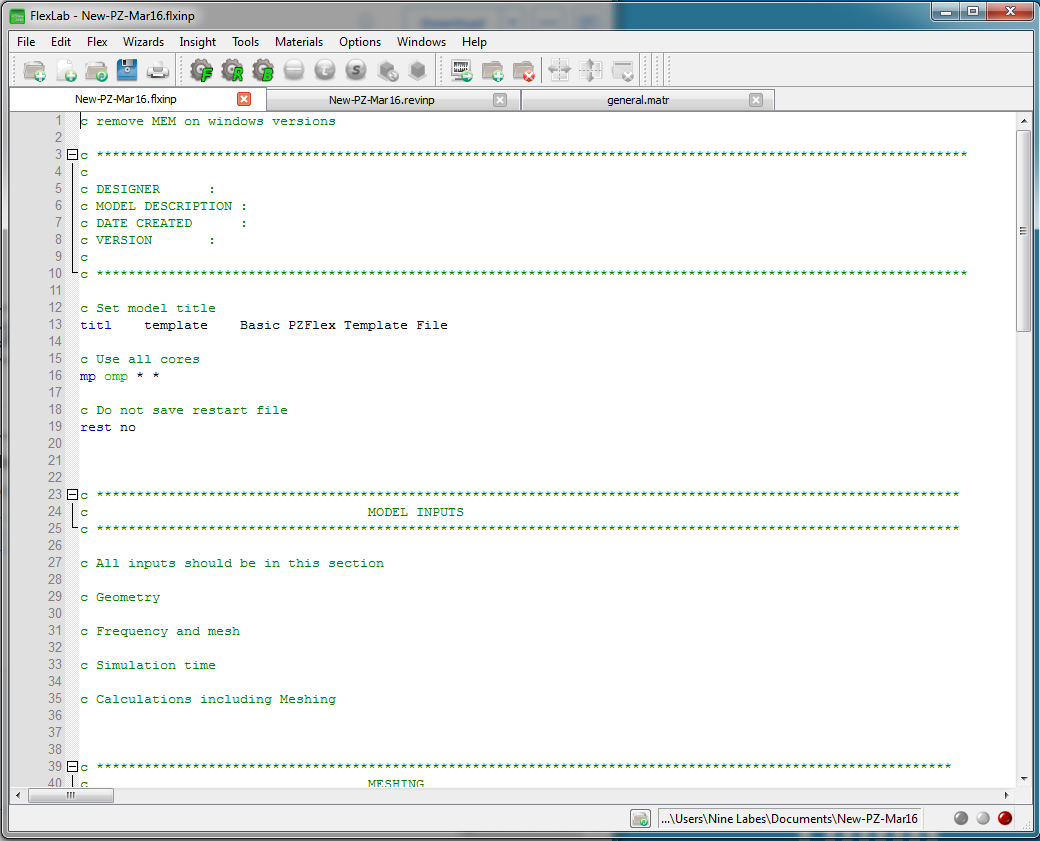 FlexLab - New-PZ-Mar16.flxinp
File Edit Flex Wizards Insight Tools Materials Options Windows Help
New-PZ-Mar16.flxinp New-PZ-Mar16.revinp general.matr
1 c remove MEM on windows versions
2
3 c *************************************************************************************************************
4 c
5 c DESIGNER      :
6 c MODEL DESCRIPTION :
7 c DATE CREATED      :
8 c VERSION       :
9 c
10 c *************************************************************************************************************
11
12 c Set model title
13 titl    template    Basic PZFlex Template File
14
15 c Use all cores
16 mp omp * *
17
18 c Do not save restart file
19 rest no
20
21
22
23 c ************************************************************************************************************
24 c                                   MODEL INPUTS
25 c ************************************************************************************************************
26
27 c All inputs should be in this section
28
29 c Geometry
30
31 c Frequency and mesh
32
33 c Simulation time
34
35 c Calculations including Meshing
36
37
38
39 c ***********************************************************************************************************
40 c                                   MESHING
...\Users\Nine Labes\Documents\New-PZ-Mar16